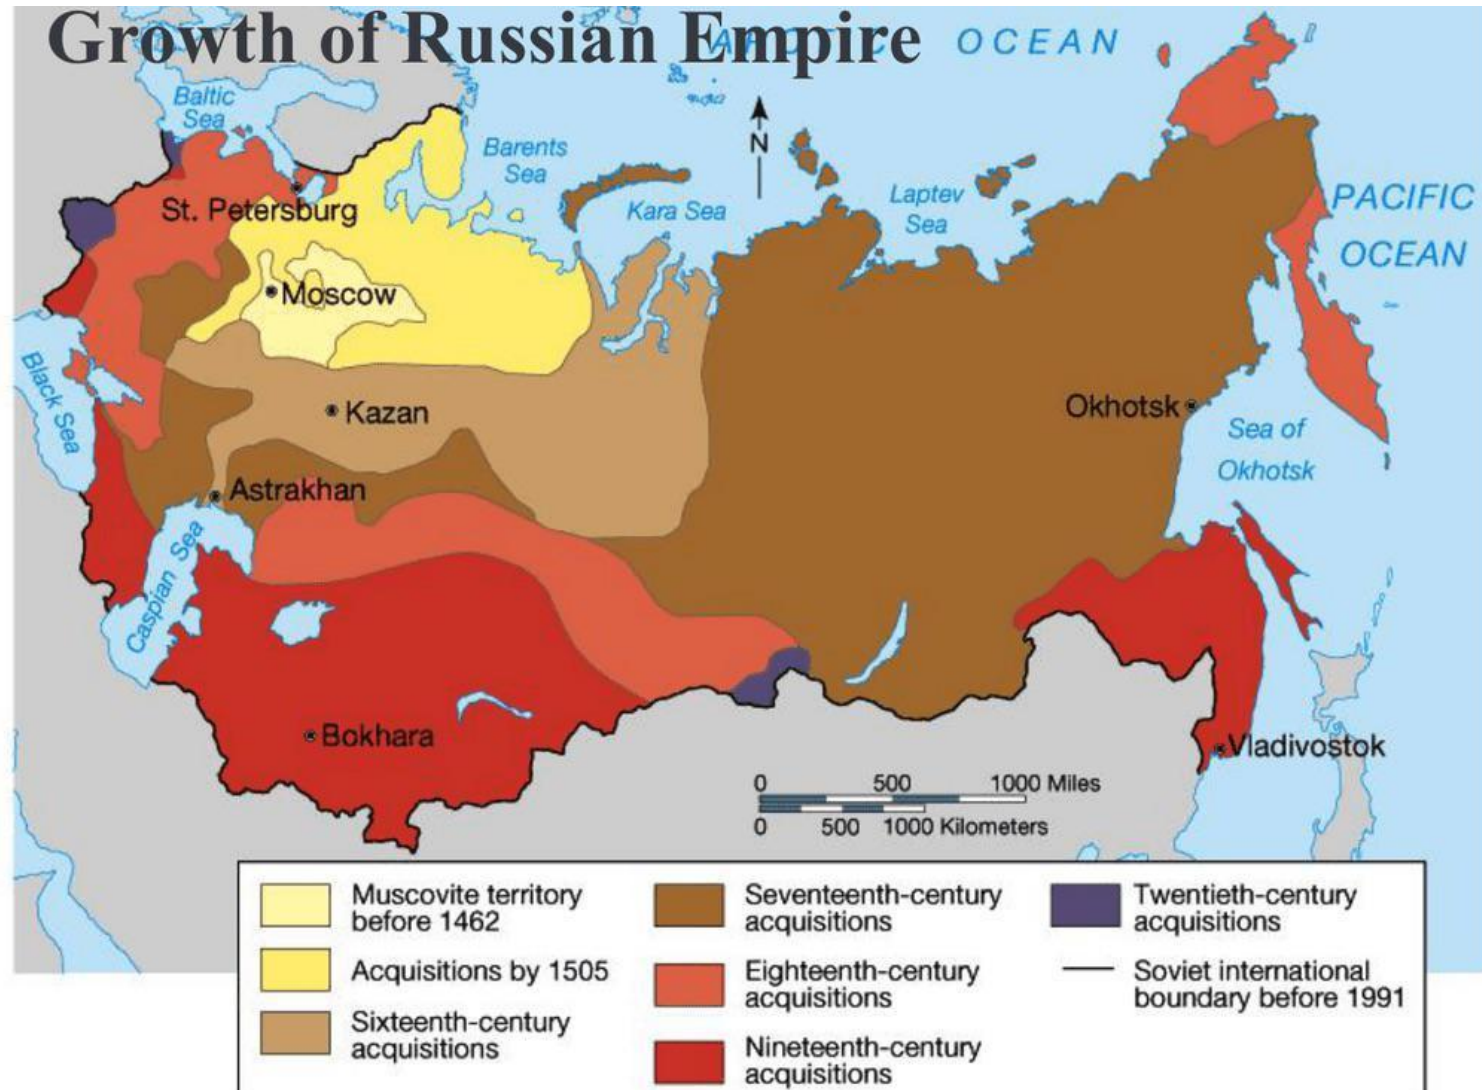 Growth of Russian Empire
ARCTIC OCEAN
Baltic
Sea
Barents
Sea
N
Kara Sea
Laptev
Sea
PACIFIC
OCEAN
St. Petersburg
Moscow
Black Sea
Kazan
Okhotsk
Sea of
Okhotsk
Astrakhan
Caspian Sea
Bokhara
Vladivostok
0 500 1000 Miles
0 500 1000 Kilometers
Muscovite territory
before 1462
Acquisitions by 1505
Sixteenth-century
acquisitions
Seventeenth-century
acquisitions
Eighteenth-century
acquisitions
Nineteenth-century
acquisitions
Twentieth-century
acquisitions
Soviet international
boundary before 1991